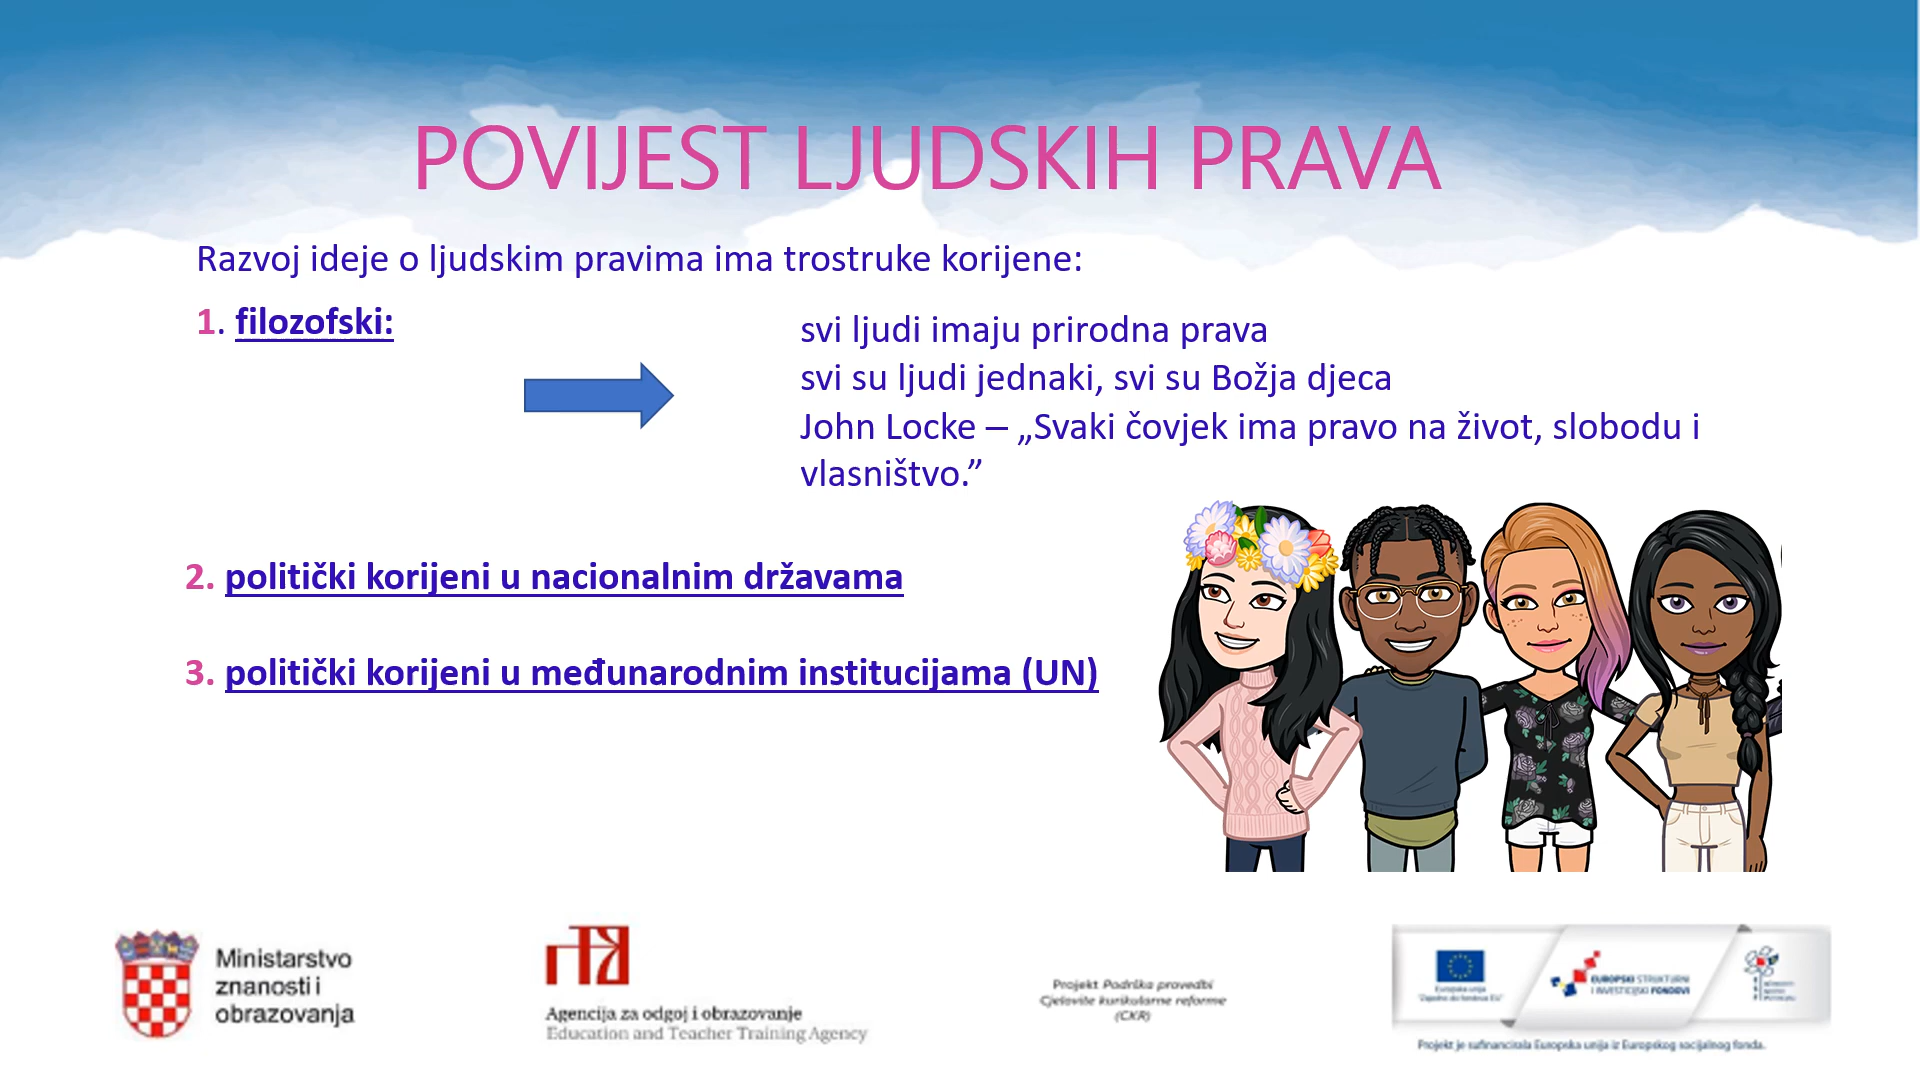 POVIJEST LJUDSKIH PRAVA
Razvoj ideje o ljudskim pravima ima trostruke korijene:
1. filozofski:
svi ljudi imaju prirodna prava
svi su ljudi jednaki, svi su Božja djeca
John Locke – „Svaki čovjek ima pravo na život, slobodu i
vlasništvo.”
2. politički korijeni u nacionalnim državama
3. politički korijeni u međunarodnim institucijama (UN)
Ministarstvo
znanosti i
obrazovanja
Agencija za odgoj i obrazovanje
Education and Teacher Training Agency
Projekt Podrška provedbi
Cjelovite kurikularne reforme
(CKR)
Europska unija
EUROPSKI STRUKTURNI
I INVESTICIJSKI FONDOVI
Projekt je sufinancirala Europska unija iz Europskog socijalnog fonda.